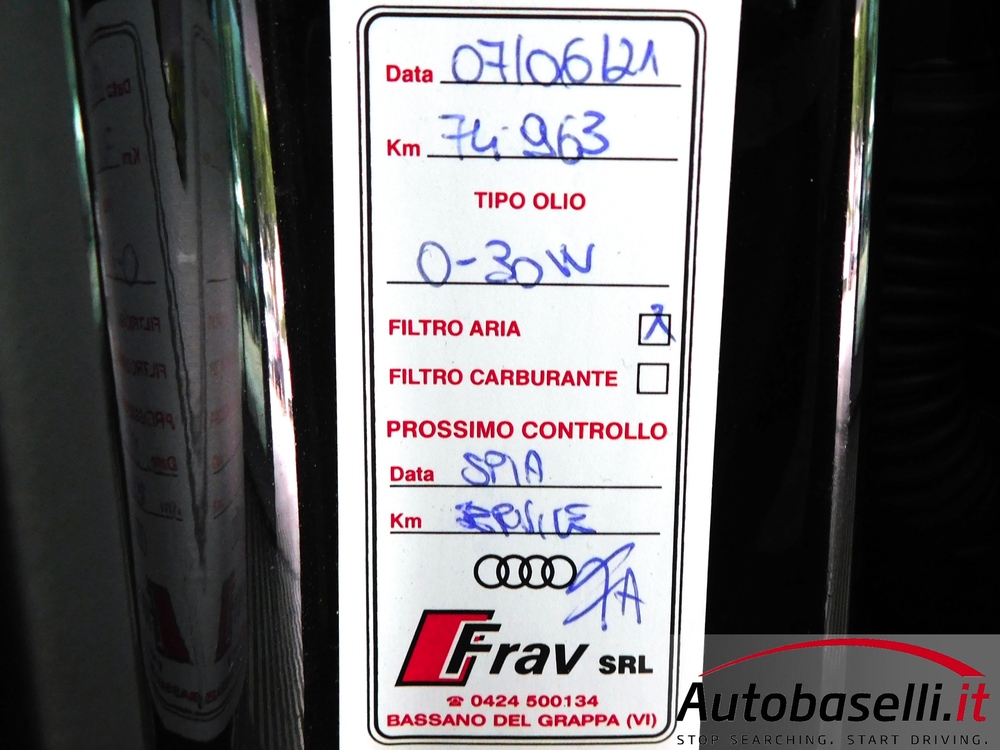 Data 07/06/21
Km 74.963
TIPO OLIO
0-30W
FILTRO ARIA X
FILTRO CARBURANTE
PROSSIMO CONTROLLO
Data SPIA
Km
Frav SRL
☎ 0424 500134
BASSANO DEL GRAPPA (VI)
Autobaselli.it
STOP SEARCHING. START DRIVING.